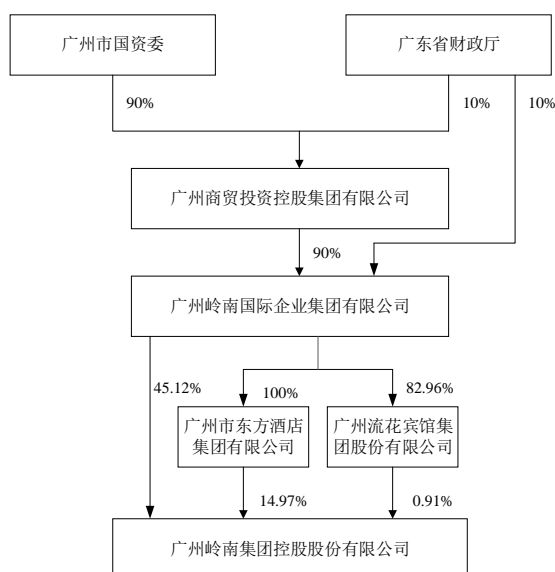 广州市国资委
广东省财政厅
90%
10%
10%
广州商贸投资控股集团有限公司
90%
广州岭南国际企业集团有限公司
45.12%
100%
82.96%
广州市东方酒店
集团有限公司
广州流花宾馆集
团股份有限公司
14.97%
0.91%
广州岭南集团控股股份有限公司